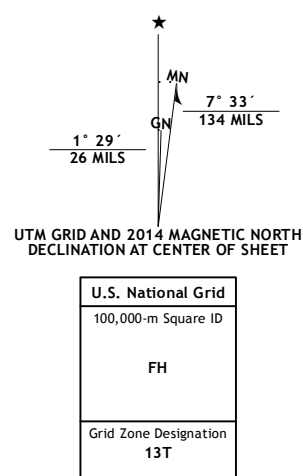 ★
MN
7° 33´
134 MILS
GN
1° 29´
26 MILS
UTM GRID AND 2014 MAGNETIC NORTH
DECLINATION AT CENTER OF SHEET
U.S. National Grid
100,000-m Square ID
FH
Grid Zone Designation
13T